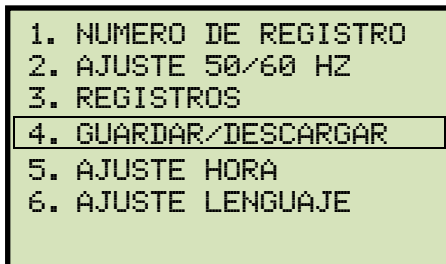 1. NUMERO DE REGISTRO
2. AJUSTE 50/60 HZ
3. REGISTROS
4. GUARDAR/DESCARGAR
5. AJUSTE HORA
6. AJUSTE LENGUAJE